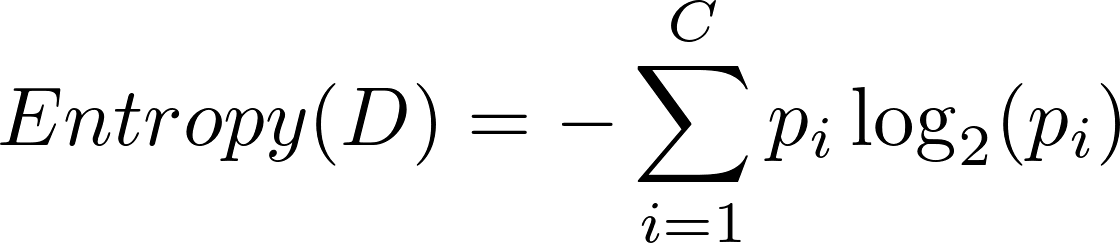 Entropy(D) = − ∑_{i=1}^{C} p_i log_2(p_i)